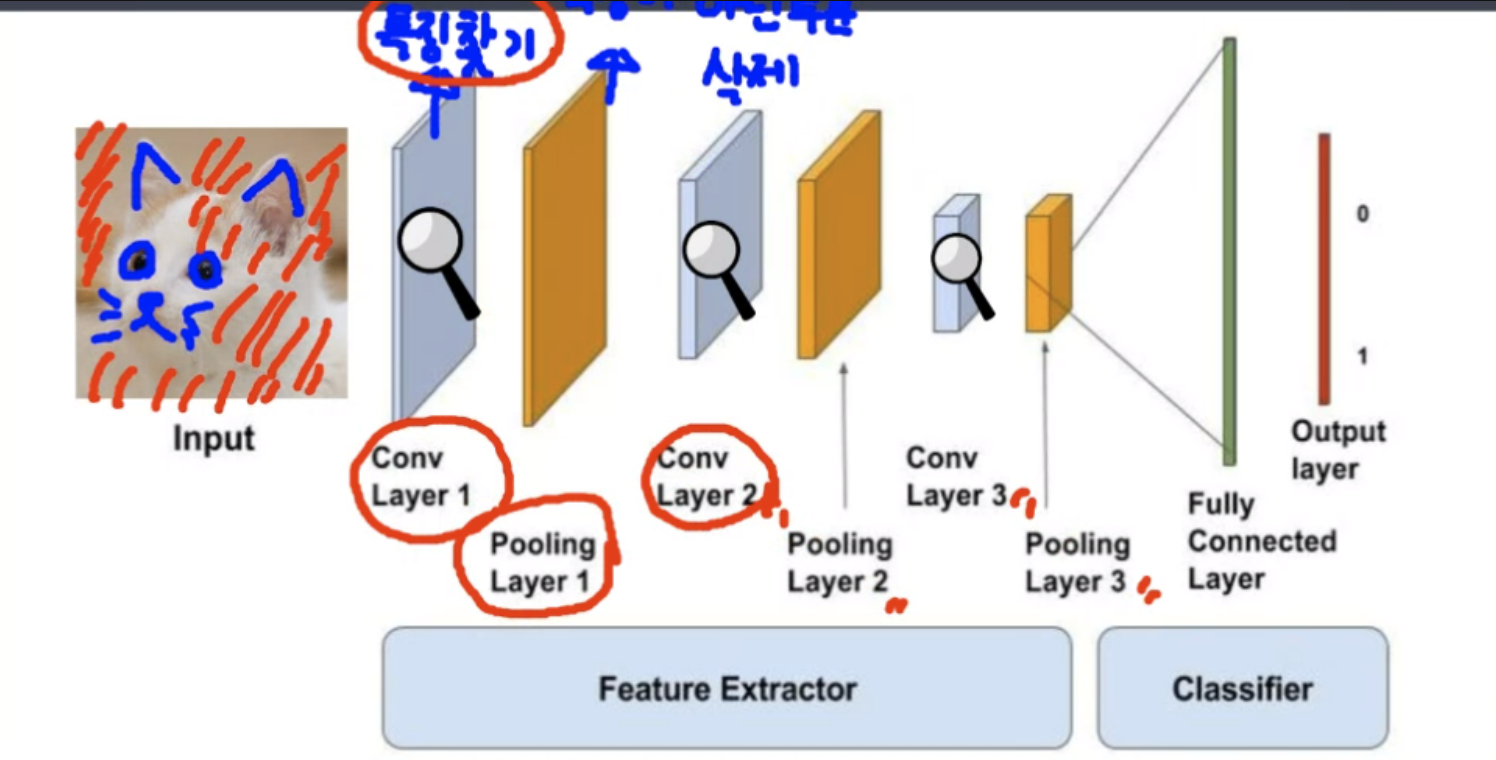 특징찾기
삭제
Input
Conv
Layer 1
Pooling
Layer 1
Conv
Layer 2
Pooling
Layer 2
Conv
Layer 3
Pooling
Layer 3
Fully
Connected
Layer
0
1
Output
layer
Feature Extractor
Classifier